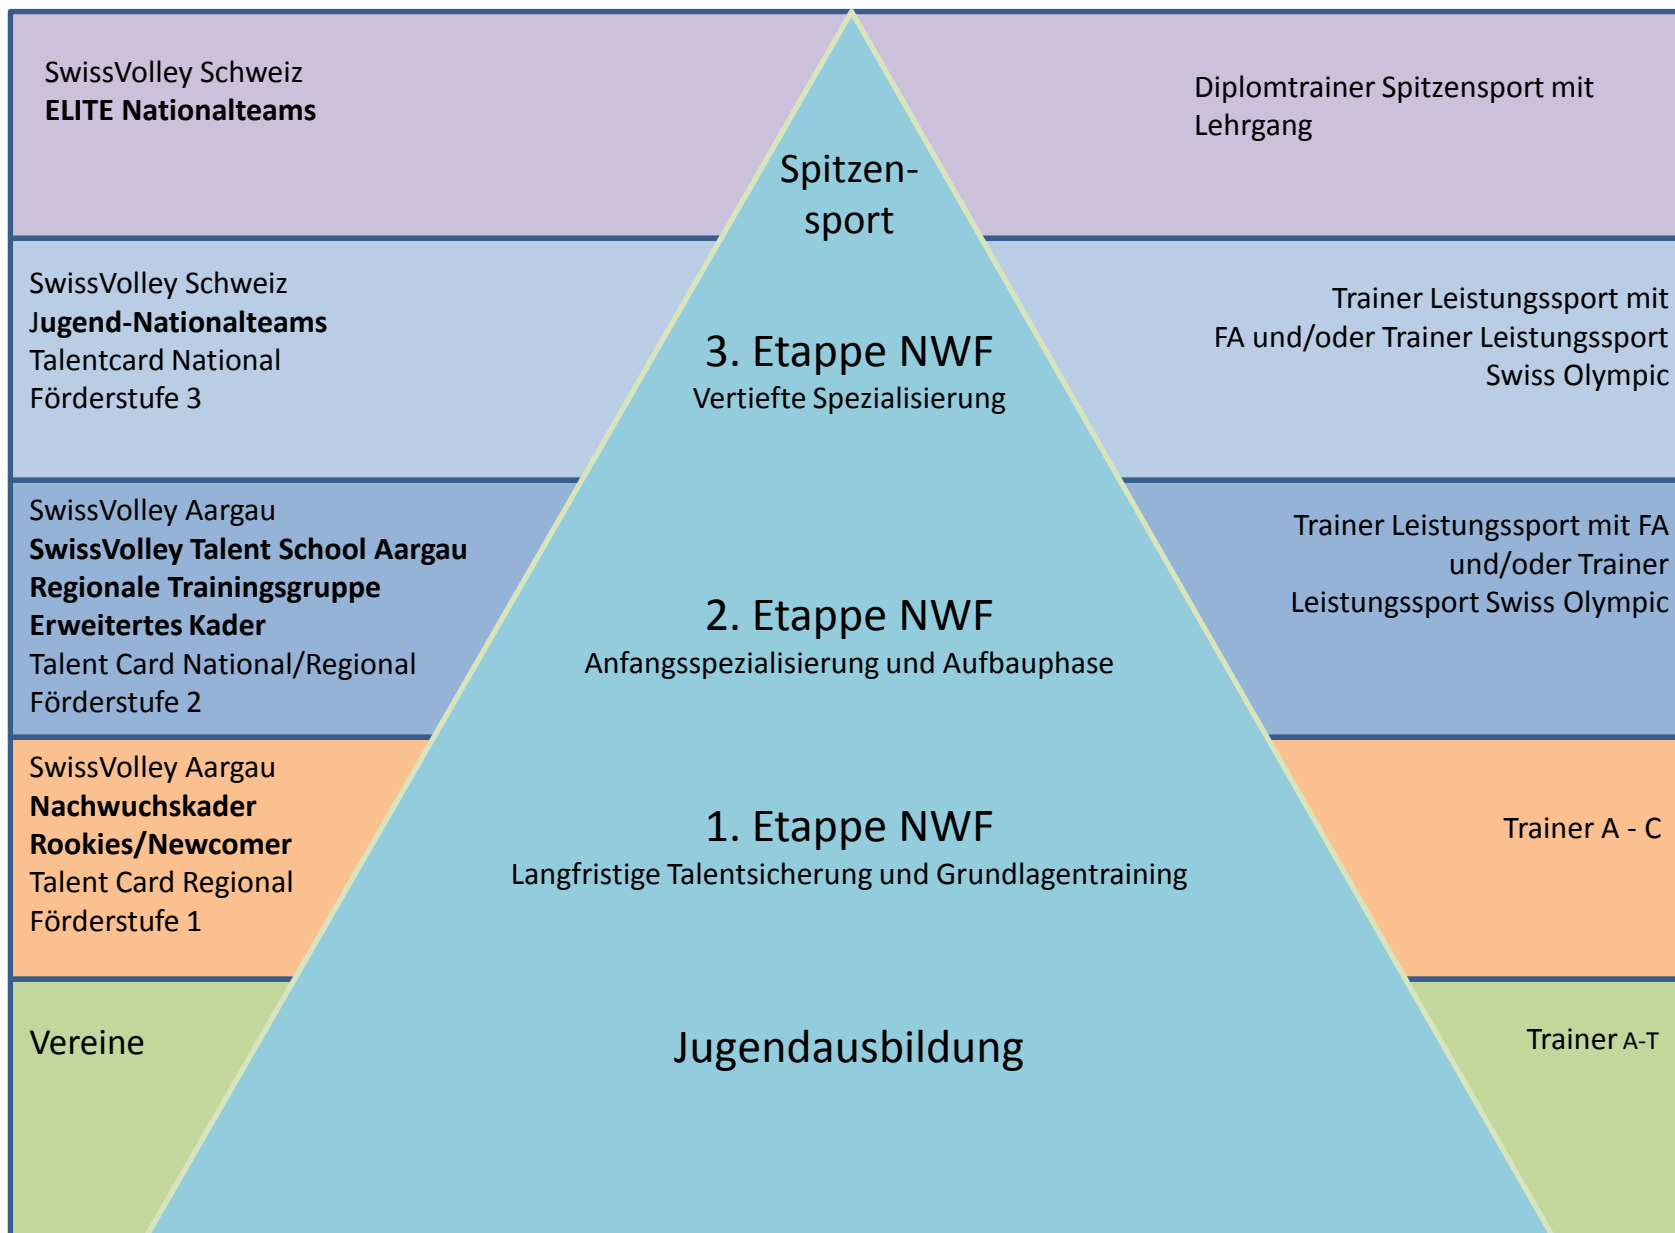 SwissVolley Schweiz
ELITE Nationalteams
Spitzen-
sport
Diplomtrainer Spitzensport mit
Lehrgang
SwissVolley Schweiz
Jugend-Nationalteams
Talentcard National
Förderstufe 3
3. Etappe NWF
Vertiefte Spezialisierung
Trainer Leistungssport mit
FA und/oder Trainer Leistungssport
Swiss Olympic
SwissVolley Aargau
SwissVolley Talent School Aargau
Regionale Trainingsgruppe
Erweitertes Kader
Talent Card National/Regional
Förderstufe 2
2. Etappe NWF
Anfangsspezialisierung und Aufbauphase
Trainer Leistungssport mit FA
und/oder Trainer
Leistungssport Swiss Olympic
SwissVolley Aargau
Nachwuchskader
Rookies/Newcomer
Talent Card Regional
Förderstufe 1
1. Etappe NWF
Langfristige Talentsicherung und Grundlagentraining
Trainer A - C
Vereine
Jugendausbildung
Trainer A-T